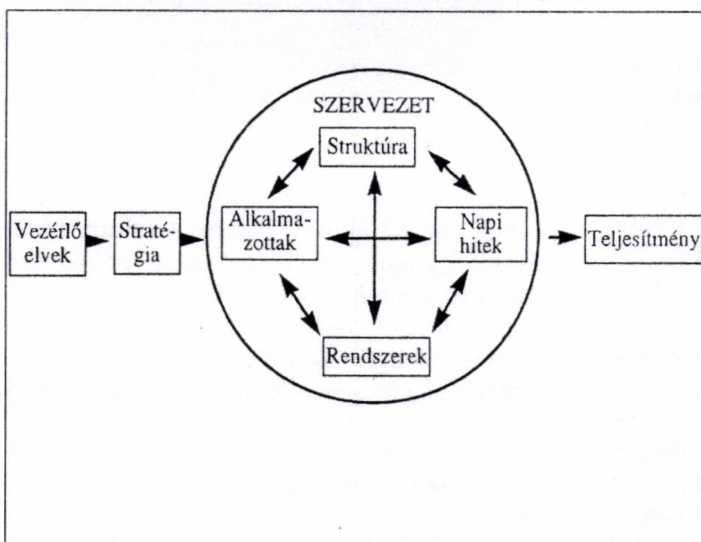 SZERVEZET
Struktúra
Vezérlő
elvek
Straté-
gia
Alkalma-
zottak
Napi
hitek
Teljesítmény
Rendszerek